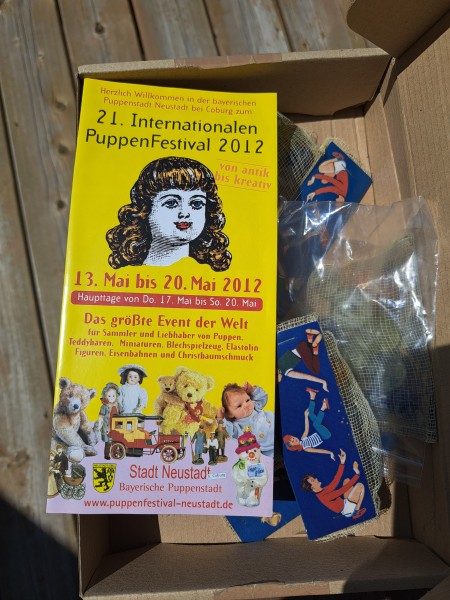 Herzlich Willkommen in der bayerischen
Puppenstadt Neustadt bei Coburg zum
21. Internationalen
PuppenFestival 2012
von antik
bis kreativ
13. Mai bis 20. Mai 2012
Haupttage von Do. 17. Mai bis So. 20. Mai
Das größte Event der Welt
für Sammler und Liebhaber von Puppen,
Teddybären, Miniaturen, Blechspielzeug, Elastolin
Figuren, Eisenbahnen und Christbaumschmuck
Stadt Neustadt
Bayerische Puppenstadt
www.puppenfestival-neustadt.de